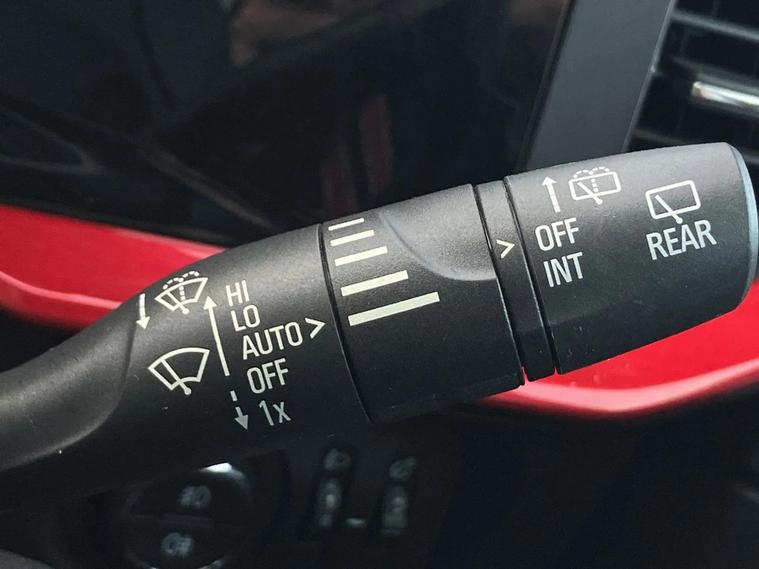 HI
LO
AUTO >
OFF
1x
>
OFF
INT
REAR